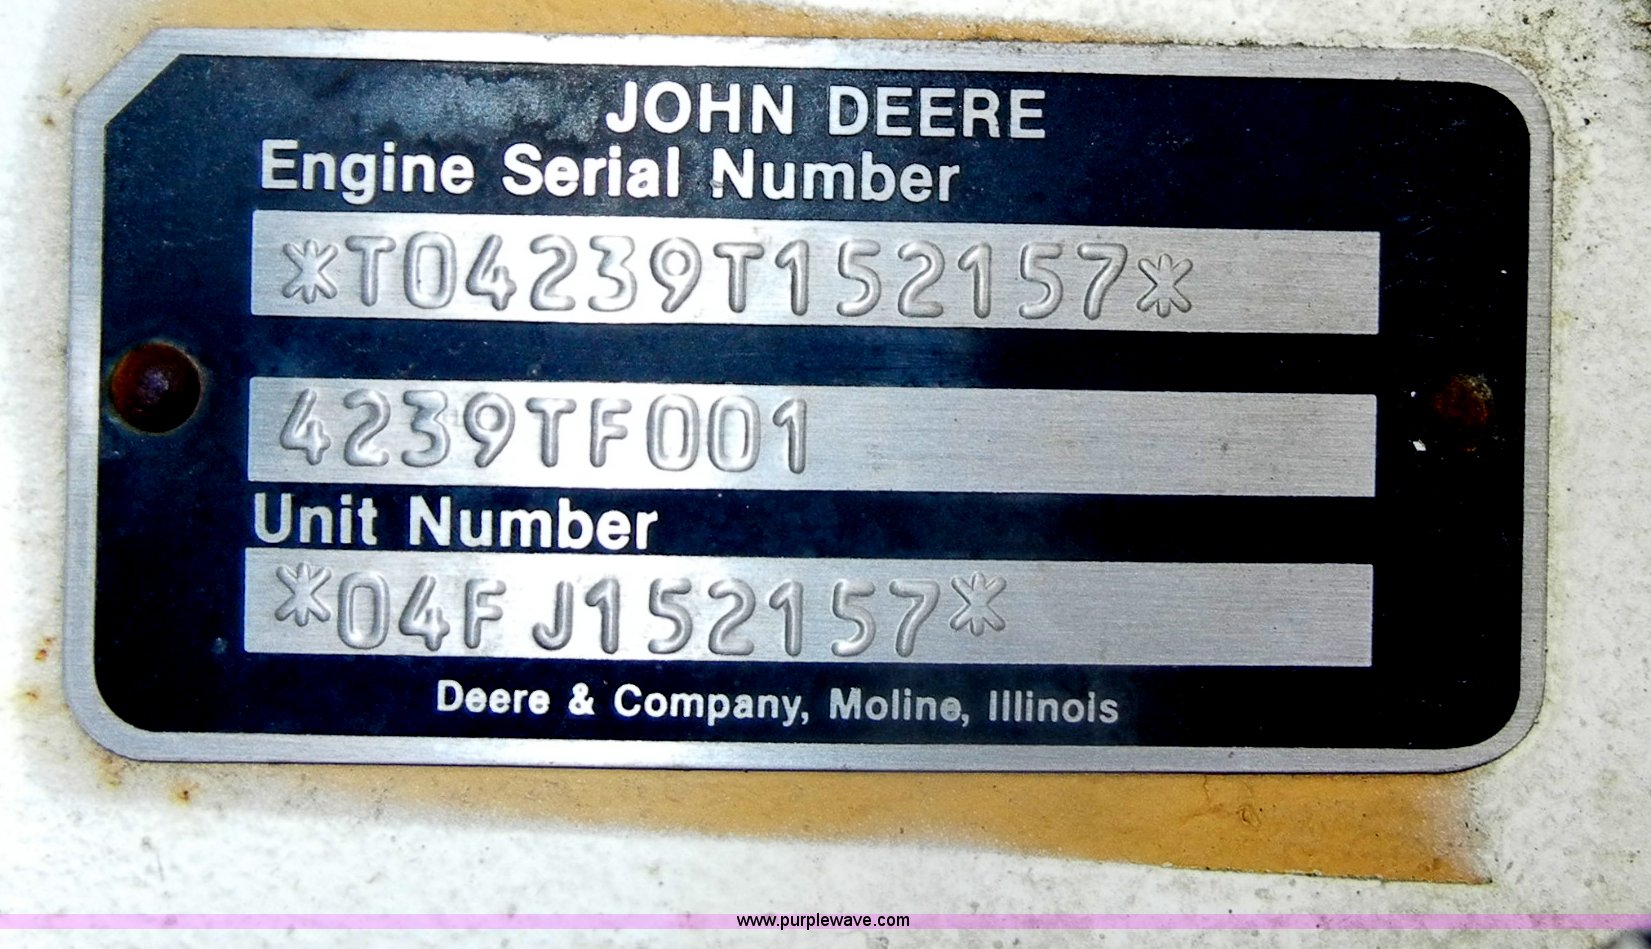 JOHN DEERE
Engine Serial Number
*T04239T152157*
4239TF001
Unit Number
*04FJ152157*
Deere & Company, Moline, Illinois
www.purplewave.com